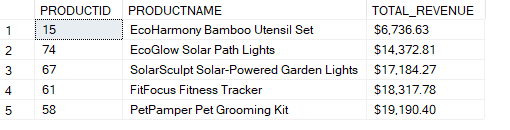 PRODUCTID PRODUCTNAME TOTAL_REVENUE
1 15 EcoHarmony Bamboo Utensil Set $6,736.63
2 74 EcoGlow Solar Path Lights $14,372.81
3 67 SolarSculpt Solar-Powered Garden Lights $17,184.27
4 61 FitFocus Fitness Tracker $18,317.78
5 58 PetPamper Pet Grooming Kit $19,190.40